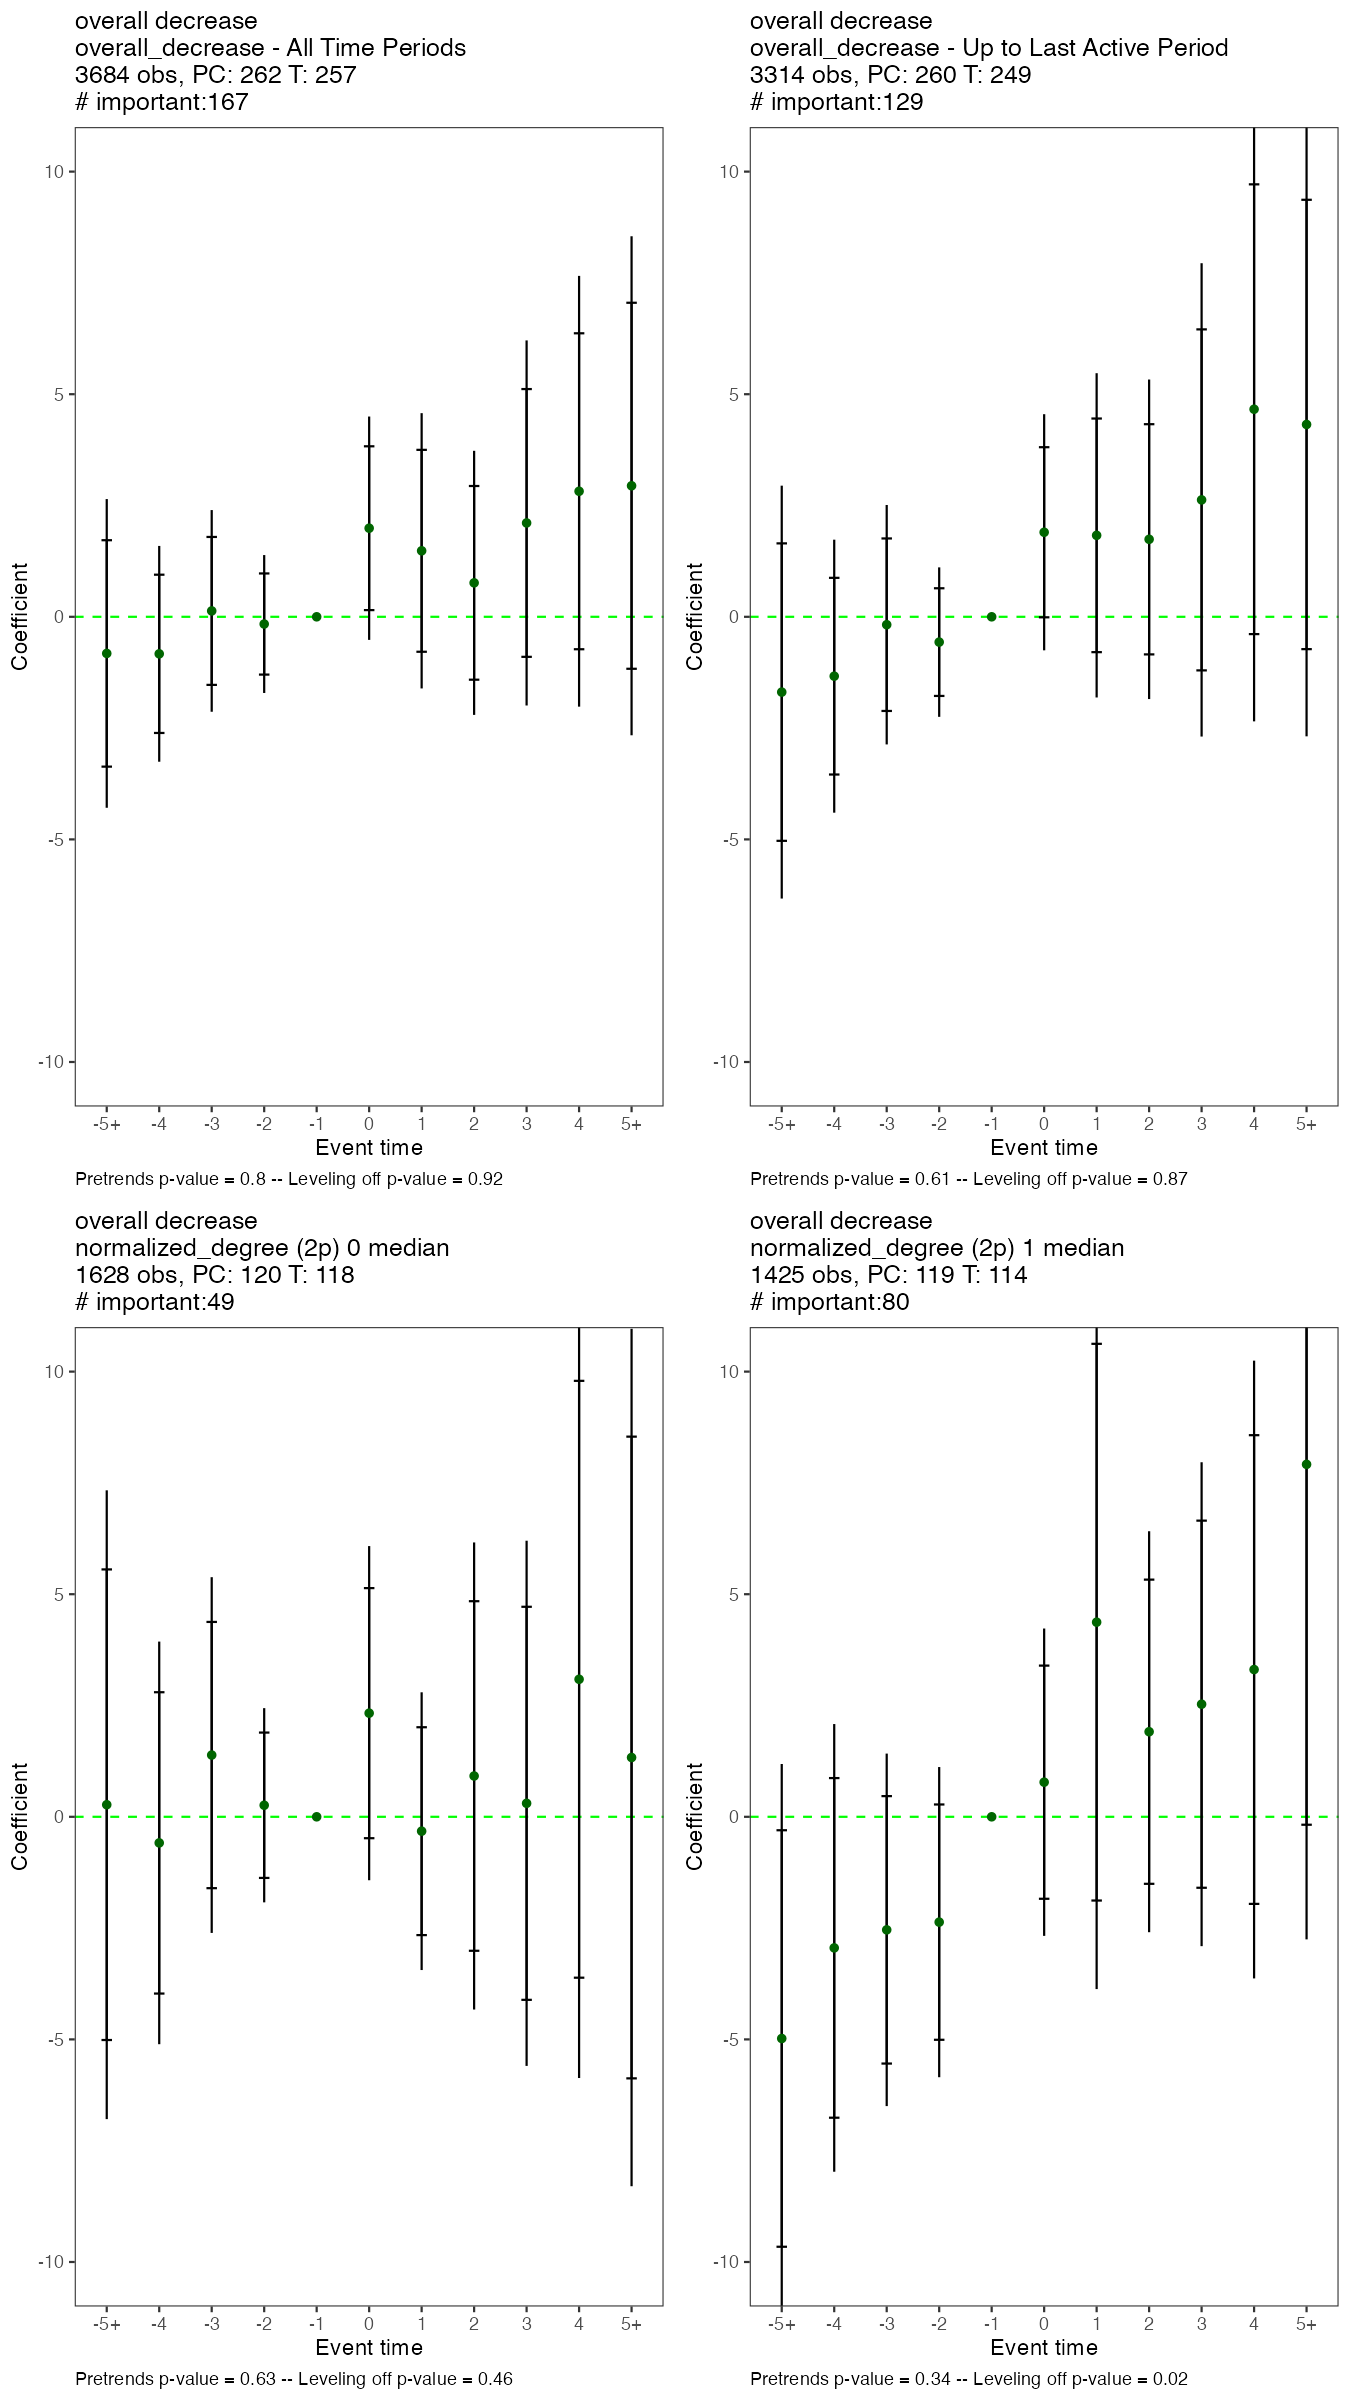 overall decrease
overall_decrease - All Time Periods
3684 obs, PC: 262 T: 257
# important:167
10
5
0
-5
-10
Coefficient
-5+ -4 -3 -2 -1 0 1 2 3 4 5+
Event time
Pretrends p-value = 0.8 -- Leveling off p-value = 0.92
overall decrease
overall_decrease - Up to Last Active Period
3314 obs, PC: 260 T: 249
# important:129
10
5
0
-5
-10
Coefficient
-5+ -4 -3 -2 -1 0 1 2 3 4 5+
Event time
Pretrends p-value = 0.61 -- Leveling off p-value = 0.87
overall decrease
normalized_degree (2p) 0 median
1628 obs, PC: 120 T: 118
# important:49
10
5
0
-5
-10
Coefficient
-5+ -4 -3 -2 -1 0 1 2 3 4 5+
Event time
Pretrends p-value = 0.63 -- Leveling off p-value = 0.46
overall decrease
normalized_degree (2p) 1 median
1425 obs, PC: 119 T: 114
# important:80
10
5
0
-5
-10
Coefficient
-5+ -4 -3 -2 -1 0 1 2 3 4 5+
Event time
Pretrends p-value = 0.34 -- Leveling off p-value = 0.02